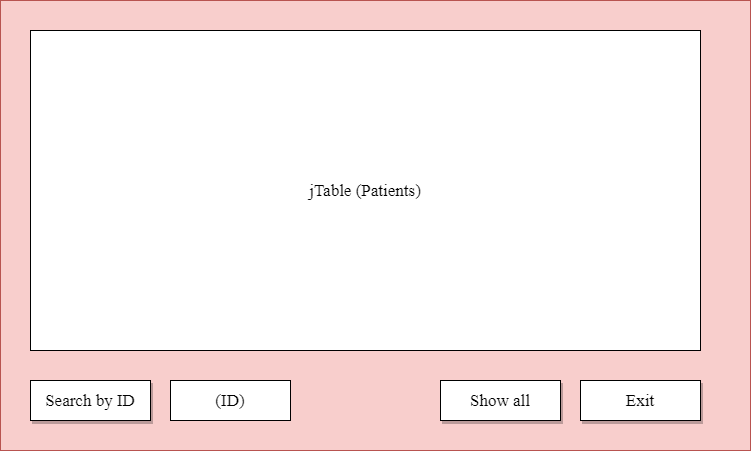 jTable (Patients)
Search by ID
(ID)
Show all
Exit